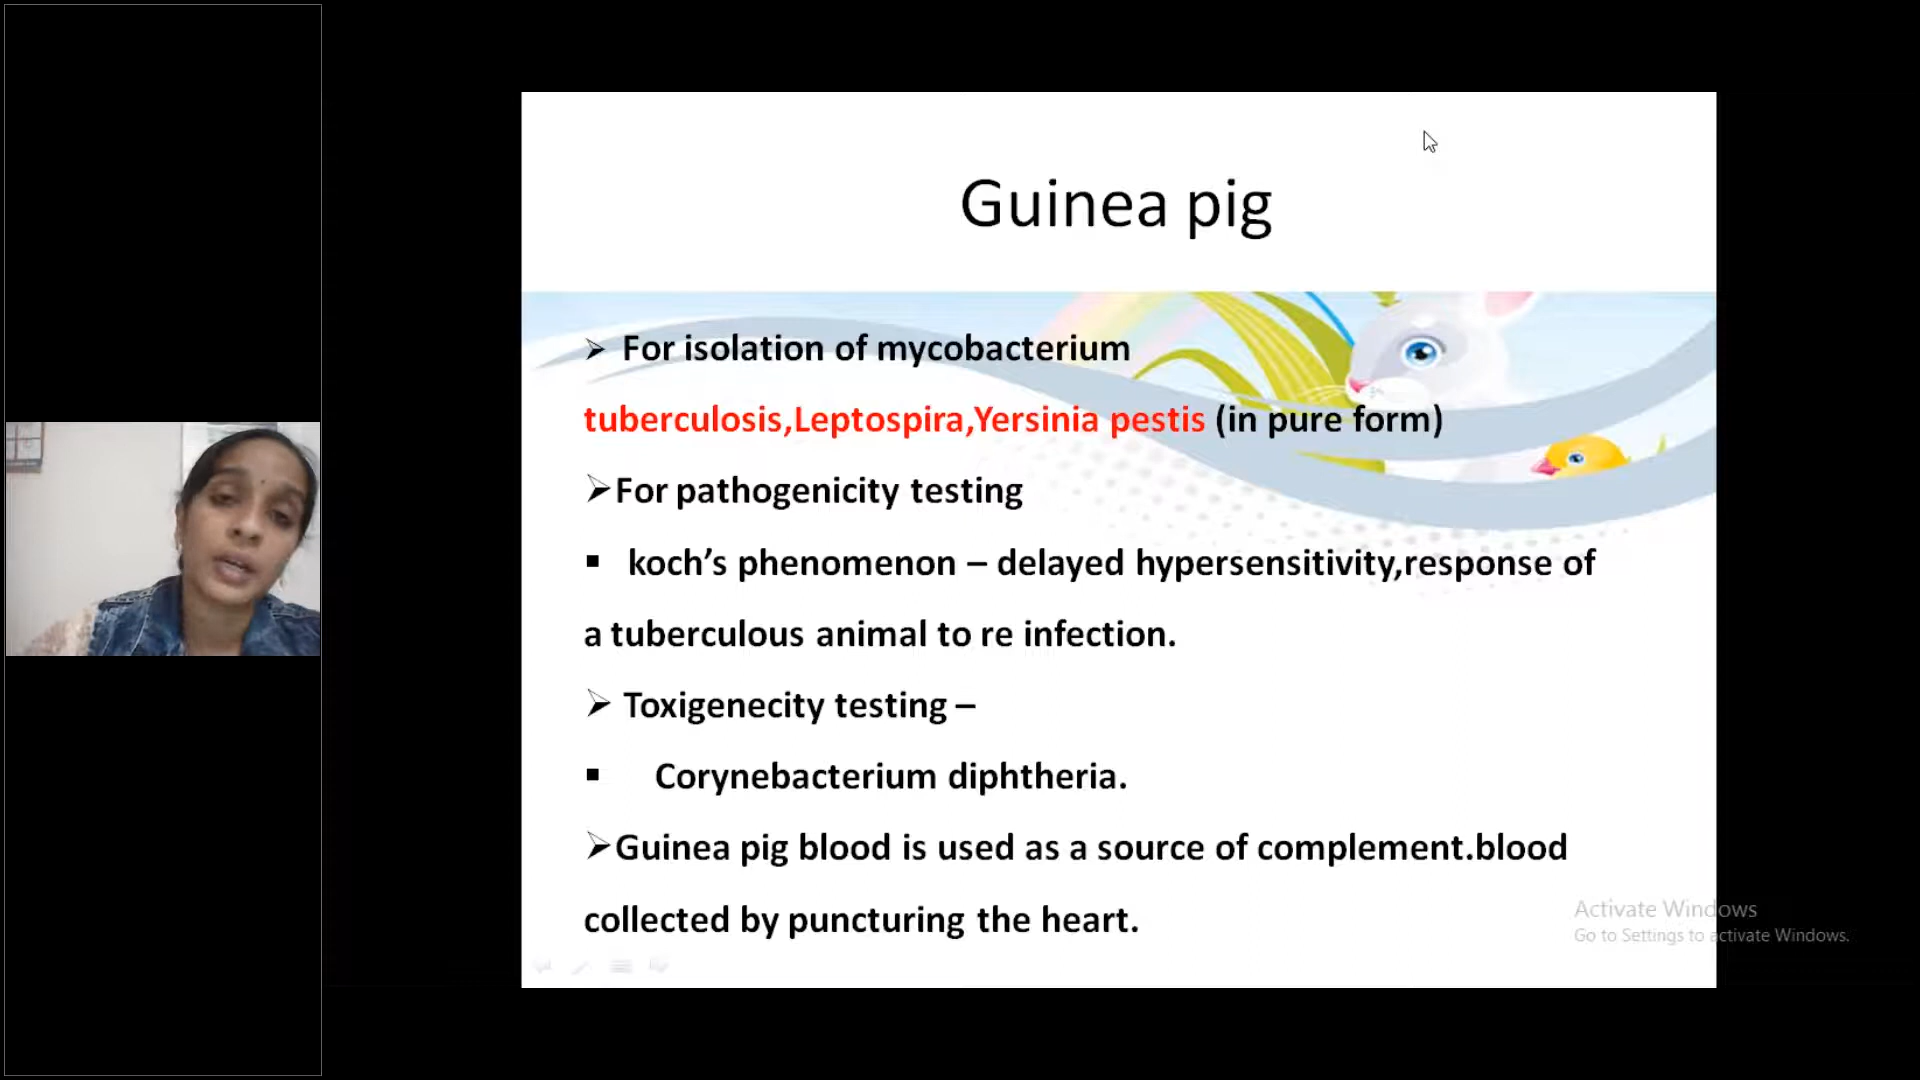 Guinea pig
➢ For isolation of mycobacterium
tuberculosis,Leptospira,Yersinia pestis (in pure form)
➢For pathogenicity testing
▪ koch’s phenomenon – delayed hypersensitivity,response of
a tuberculous animal to re infection.
➢ Toxigenecity testing –
▪ Corynebacterium diphtheria.
➢Guinea pig blood is used as a source of complement.blood
collected by puncturing the heart.
Activate Windows
Go to Settings to activate Windows.